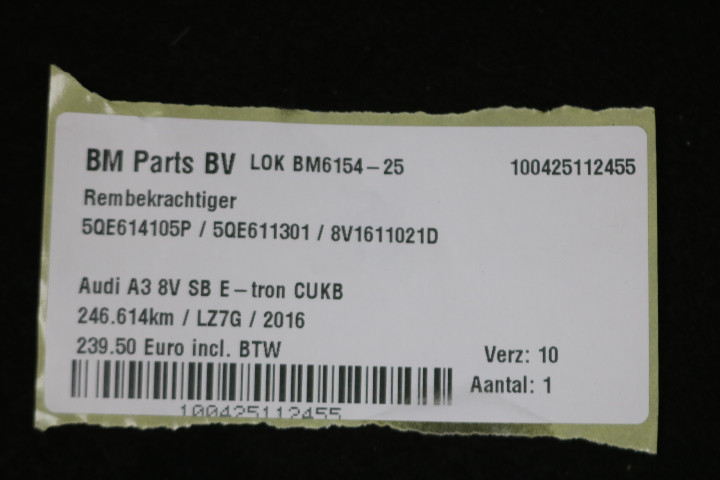 BM Parts BV LOK BM6154-25 100425112455
Rembekrachtiger
5QE614105P / 5QE611301 / 8V1611021D
Audi A3 8V SB E-tron CUKB
246.614km / LZ7G / 2016
239.50 Euro incl. BTW Verz: 10
Aantal: 1
100425112455